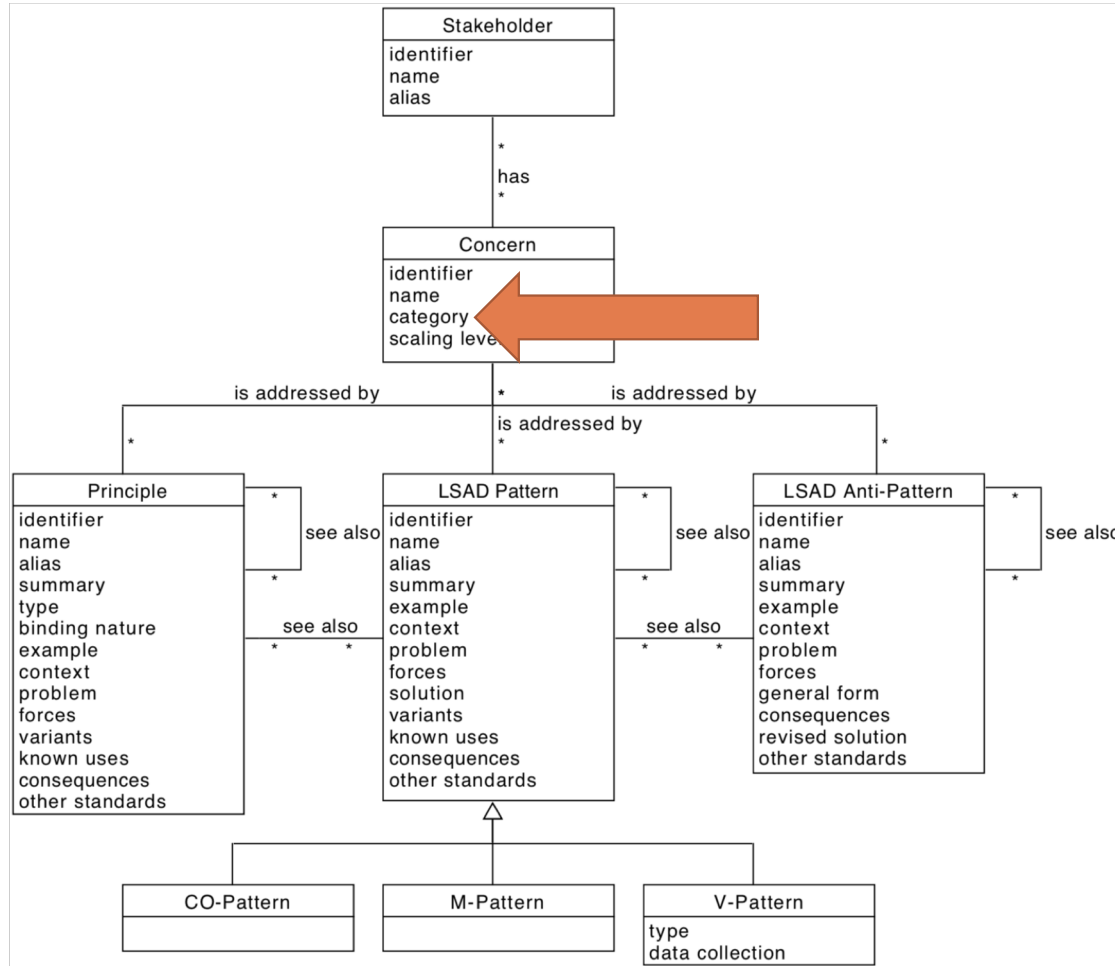 Stakeholder
identifier
name
alias
*
has
*
Concern
identifier
name
category
scaling leve
is addressed by
*
is addressed by
is addressed by
*
*
*
Principle
identifier
name
alias
summary
type
binding nature
example
context
problem
forces
variants
known uses
consequences
other standards
*
see also
*
see also
*
*
LSAD Pattern
identifier
name
alias
summary
example
context
problem
forces
solution
variants
known uses
consequences
other standards
*
see also
*
see also
*
*
LSAD Anti-Pattern
identifier
name
alias
summary
example
context
problem
forces
general form
consequences
revised solution
other standards
*
see also
*
CO-Pattern
M-Pattern
V-Pattern
type
data collection